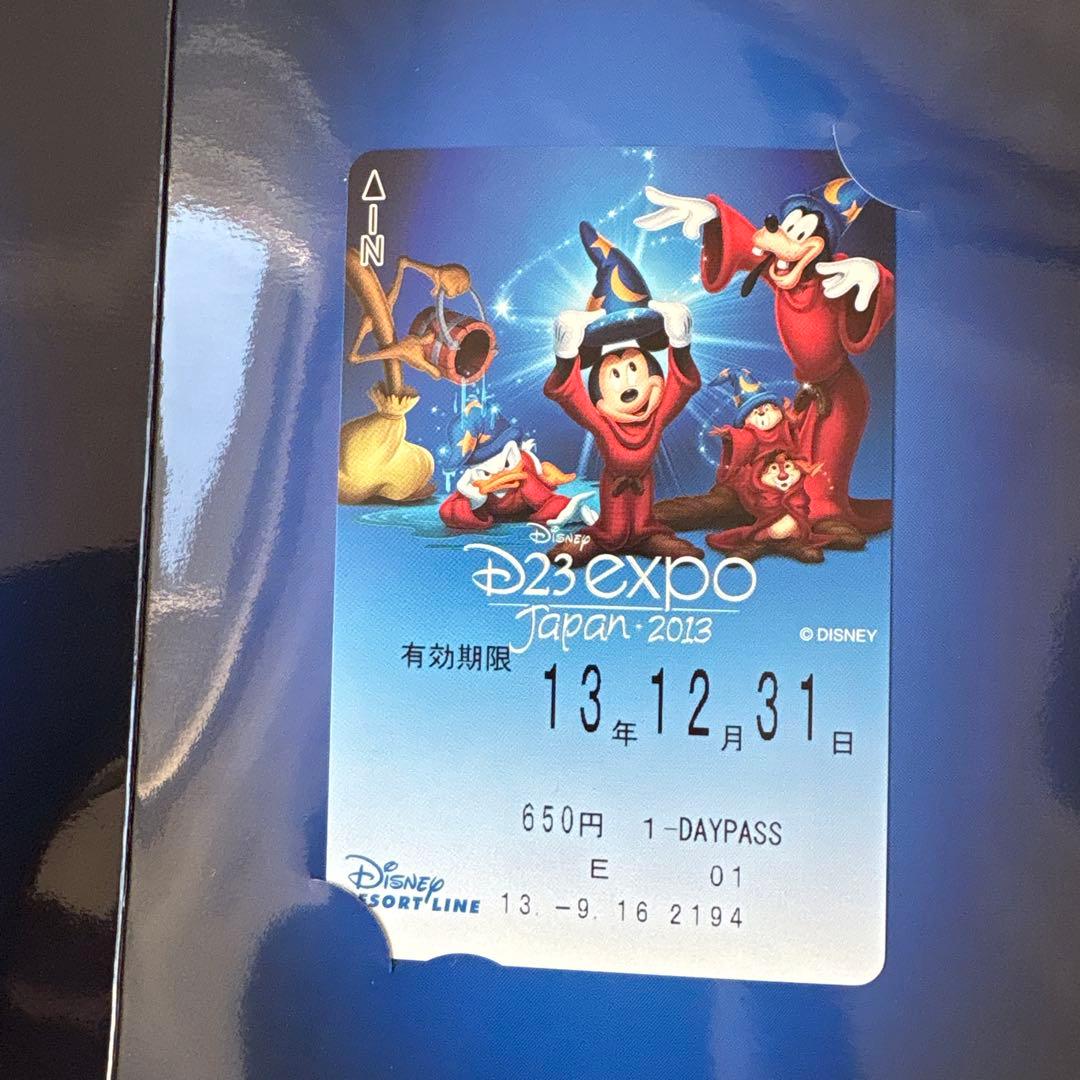 IN
Disney
D23 expo
Japan・2013
© DISNEY
有効期限 13年12月31日
650円 1-DAYPASS
E 01
Disney
ESORT LINE
13.-9.16 2194